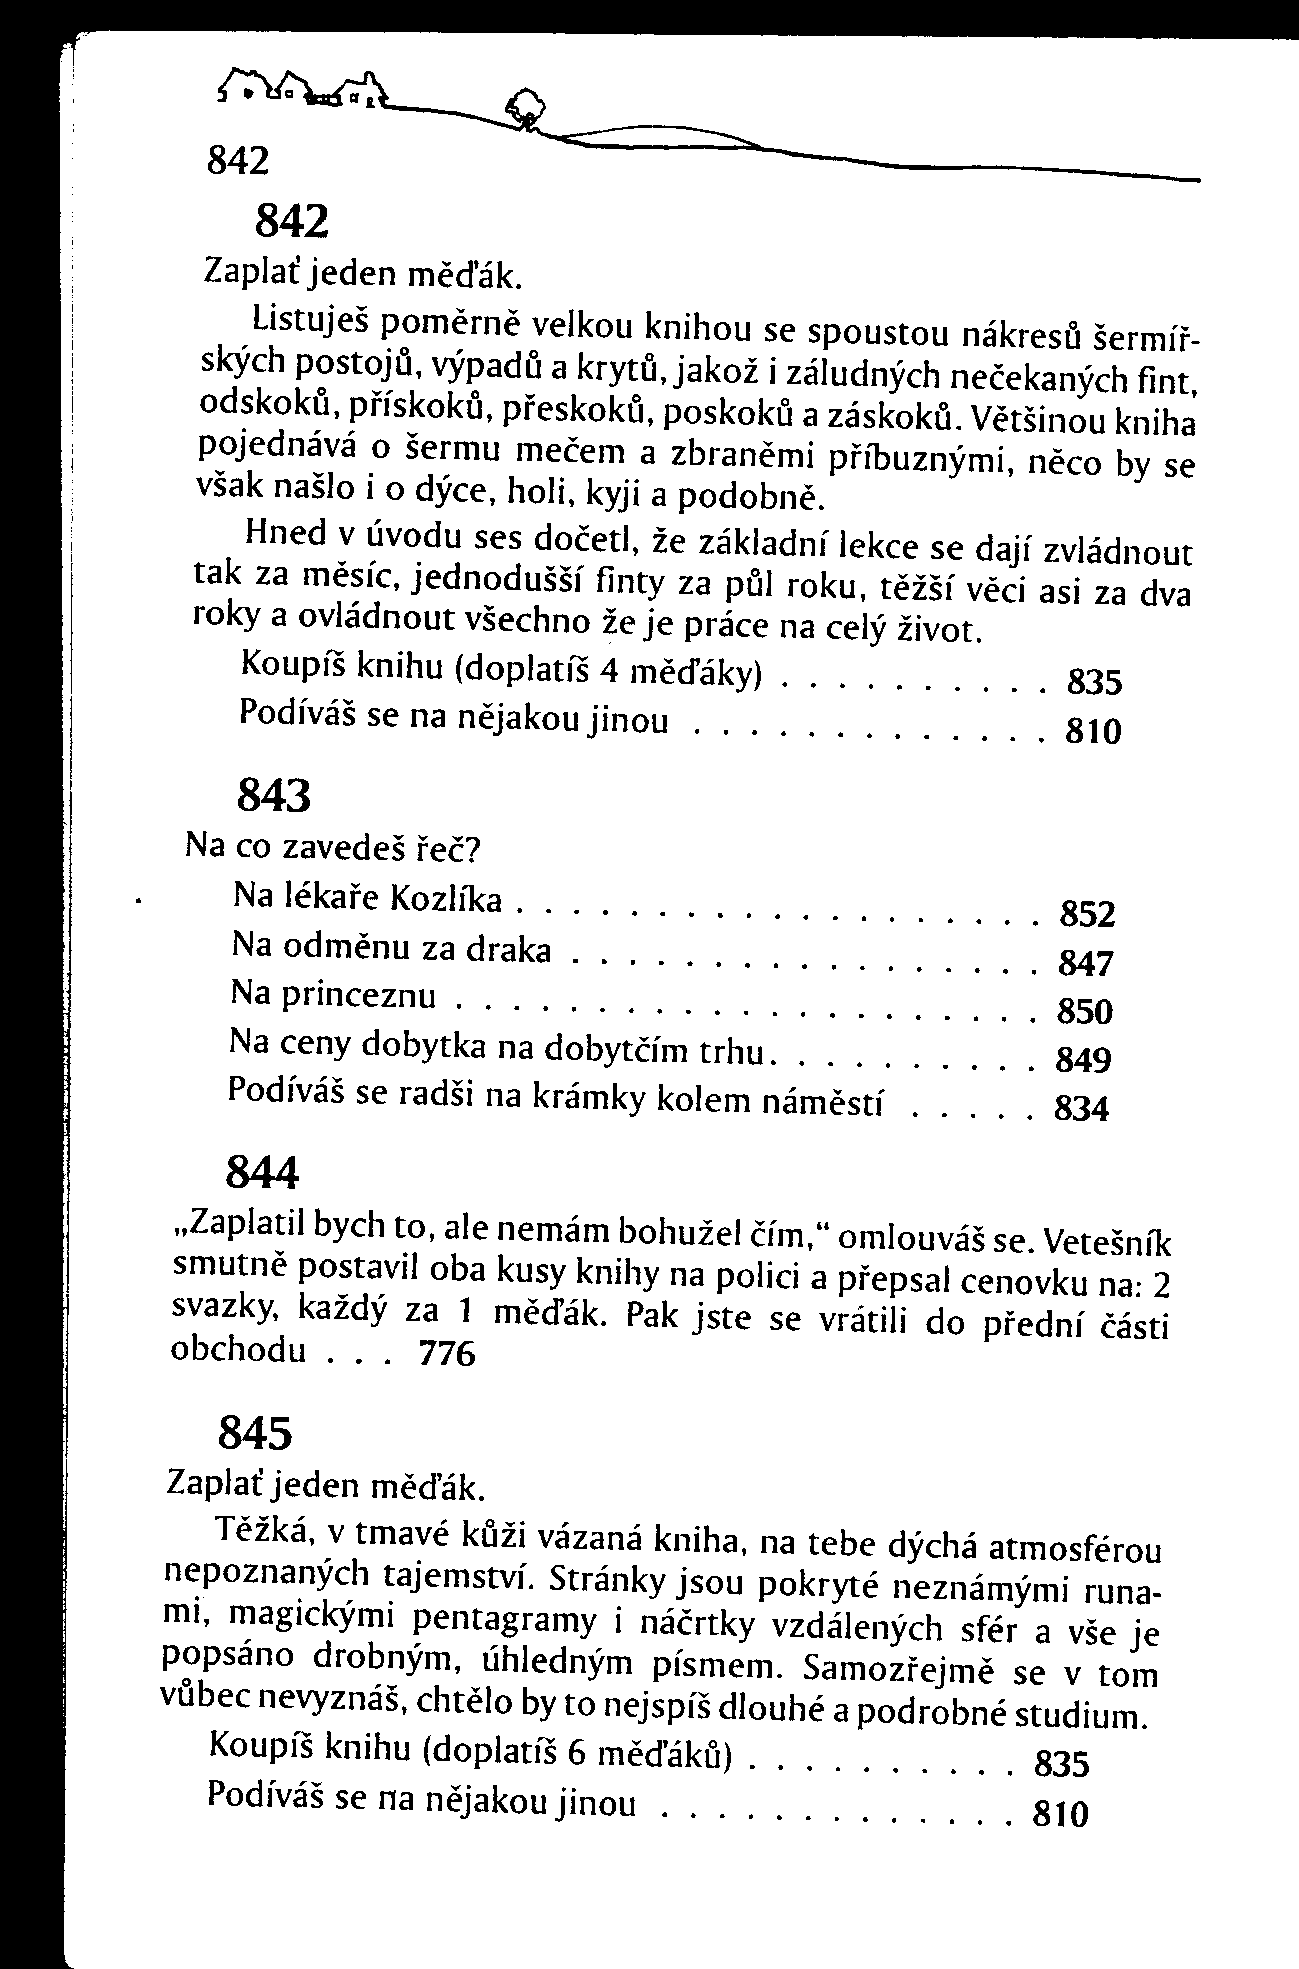 842
842
Zaplať jeden měďák.
Listuješ poměrně velkou knihou se spoustou nákresů šermíř-
ských postojů, výpadů a krytů, jakož i záludných nečekaných fint,
odskoků, přískoků, přeskoků, poskoků a záskoků. Většinou kniha
pojednává o šermu mečem a zbraněmi příbuznými, něco by se
však našlo i o dýce, holi, kyji a podobně.
Hned v úvodu ses dočetl, že základní lekce se dají zvládnout
tak za měsíc, jednodušší finty za půl roku, těžší věci asi za dva
roky a ovládnout všechno že je práce na celý život.
Koupíš knihu (doplatíš 4 měďáky) . . . . . . . . . . 835
Podíváš se na nějakou jinou . . . . . . . . . . . . . 810
843
Na co zavedeš řeč?
Na lékaře Kozlíka . . . . . . . . . . . . . . . . . . . 852
Na odměnu za draka . . . . . . . . . . . . . . . . . 847
Na princeznu . . . . . . . . . . . . . . . . . . . . . 850
Na ceny dobytka na dobytčím trhu. . . . . . . . . . 849
Podíváš se radši na krámky kolem náměstí . . . . . 834
844
„Zaplatil bych to, ale nemám bohužel čím,“ omlouváš se. Vetešník
smutně postavil oba kusy knihy na polici a přepsal cenovku na: 2
svazky, každý za 1 měďák. Pak jste se vrátili do přední části
obchodu . . . 776
845
Zaplať jeden měďák.
Těžká, v tmavé kůži vázaná kniha, na tebe dýchá atmosférou
nepoznaných tajemství. Stránky jsou pokryté neznámými runa-
mi, magickými pentagramy i náčrtky vzdálených sfér a vše je
popsáno drobným, úhledným písmem. Samozřejmě se v tom
vůbec nevyznáš, chtělo by to nejspíš dlouhé a podrobné studium.
Koupíš knihu (doplatíš 6 měďáků) . . . . . . . . . . 835
Podíváš se na nějakou jinou . . . . . . . . . . . . . 810